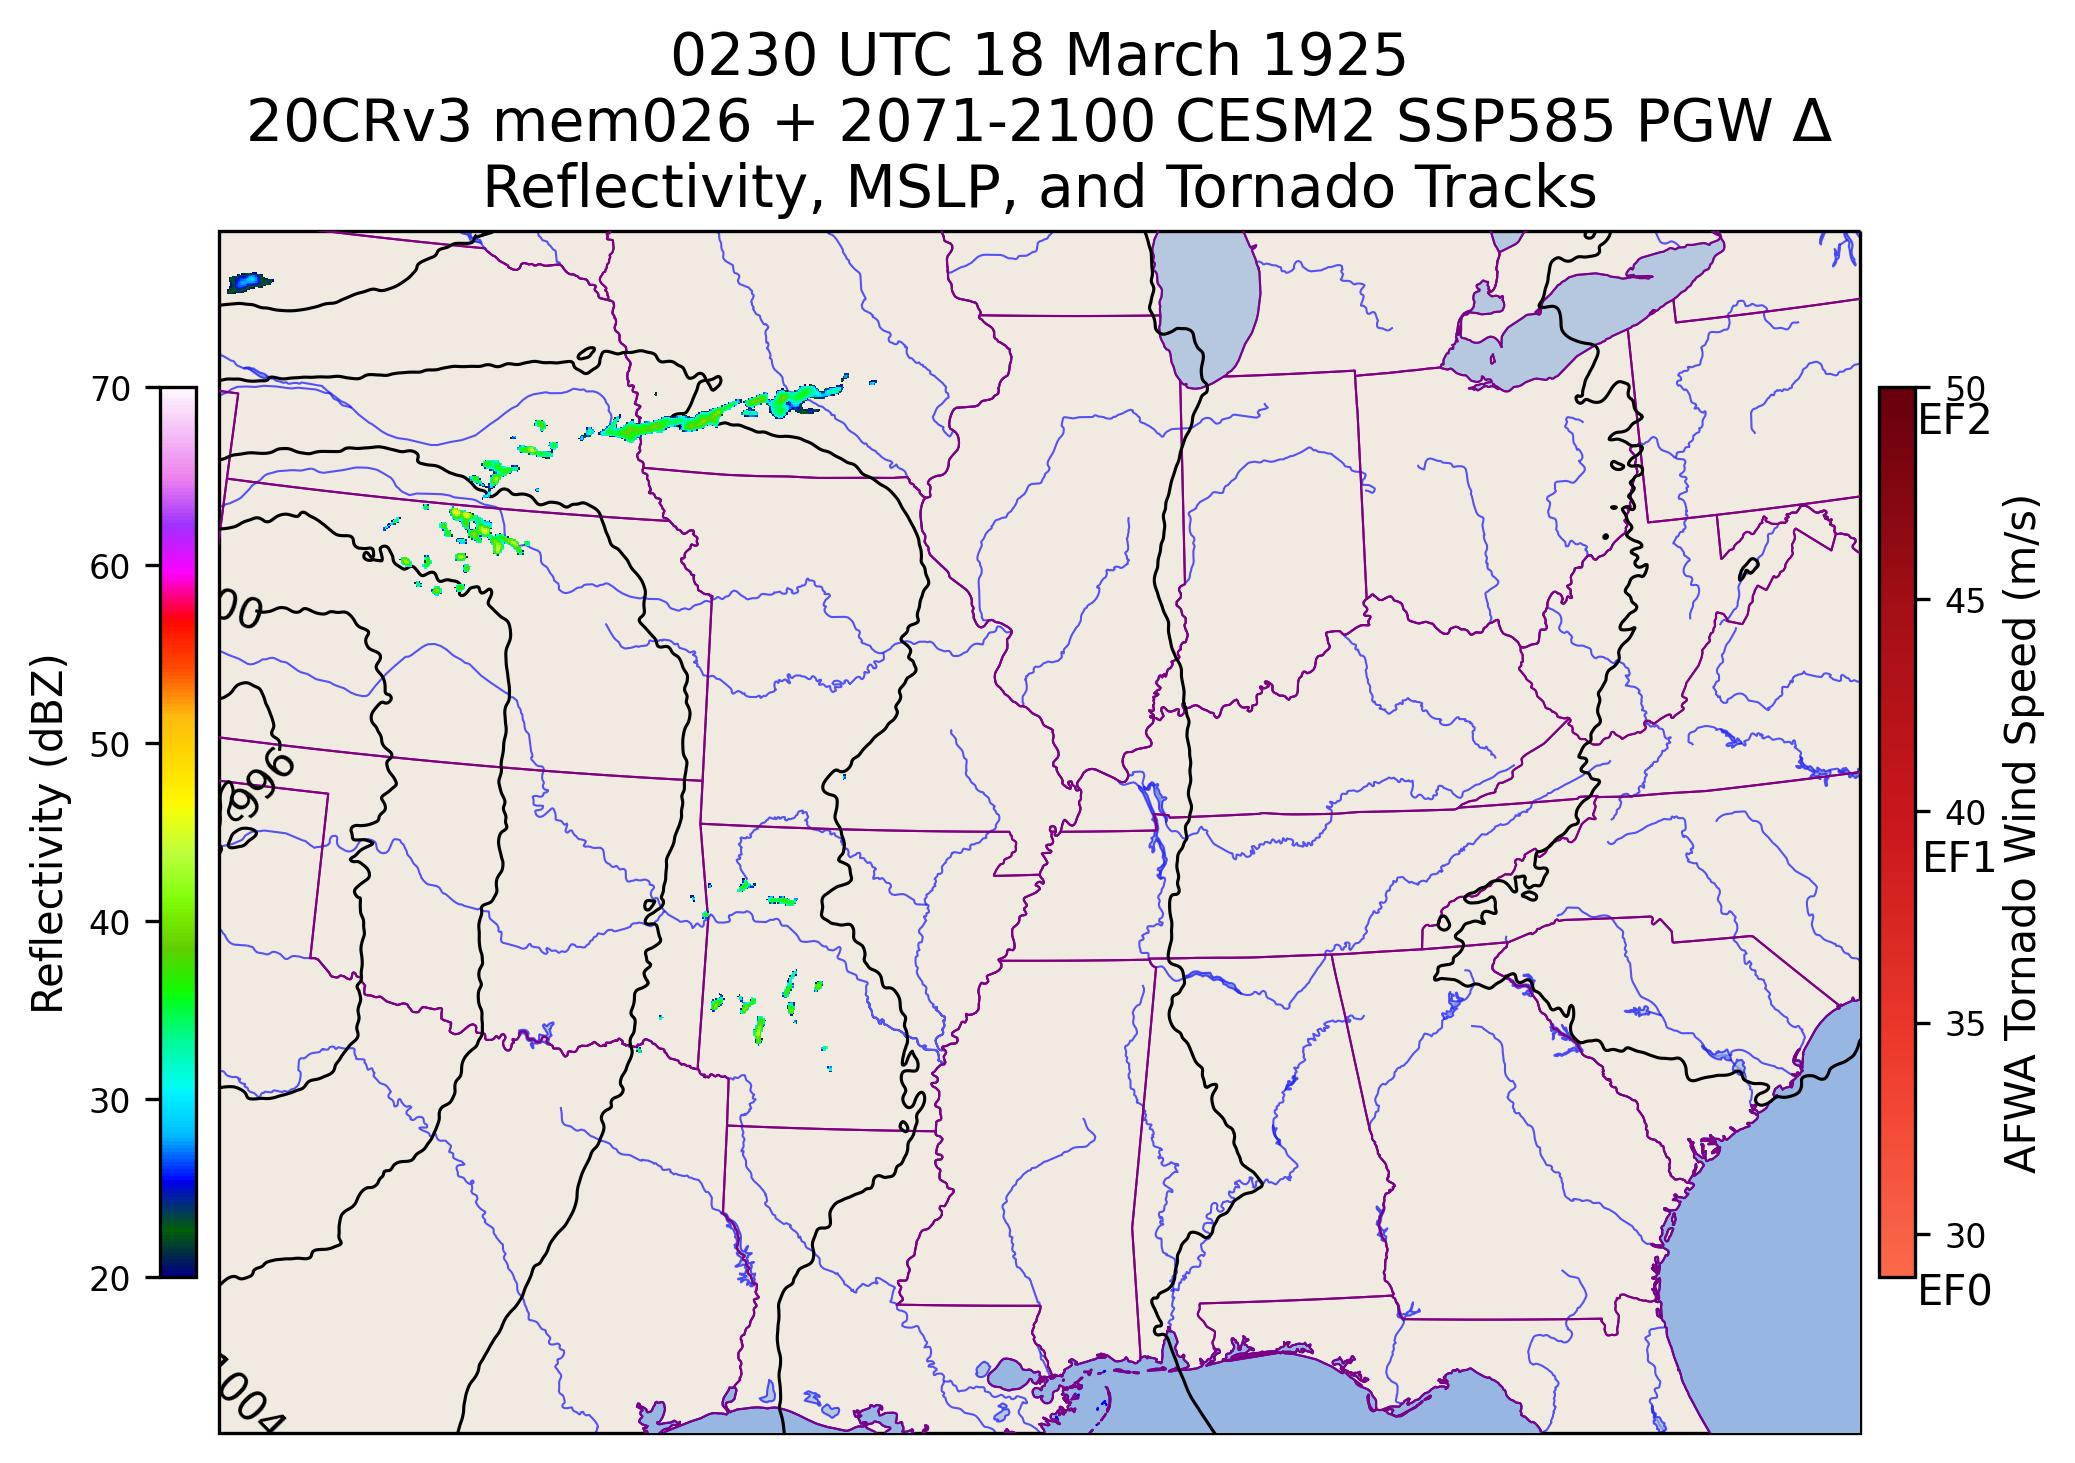 0230 UTC 18 March 1925
20CRv3 mem026 + 2071-2100 CESM2 SSP585 PGW Δ
Reflectivity, MSLP, and Tornado Tracks
Reflectivity (dBZ)
70
60
50
40
30
20
00
996
1004
50
EF2
45
40
EF1
35
30
EF0
AFWA Tornado Wind Speed (m/s)